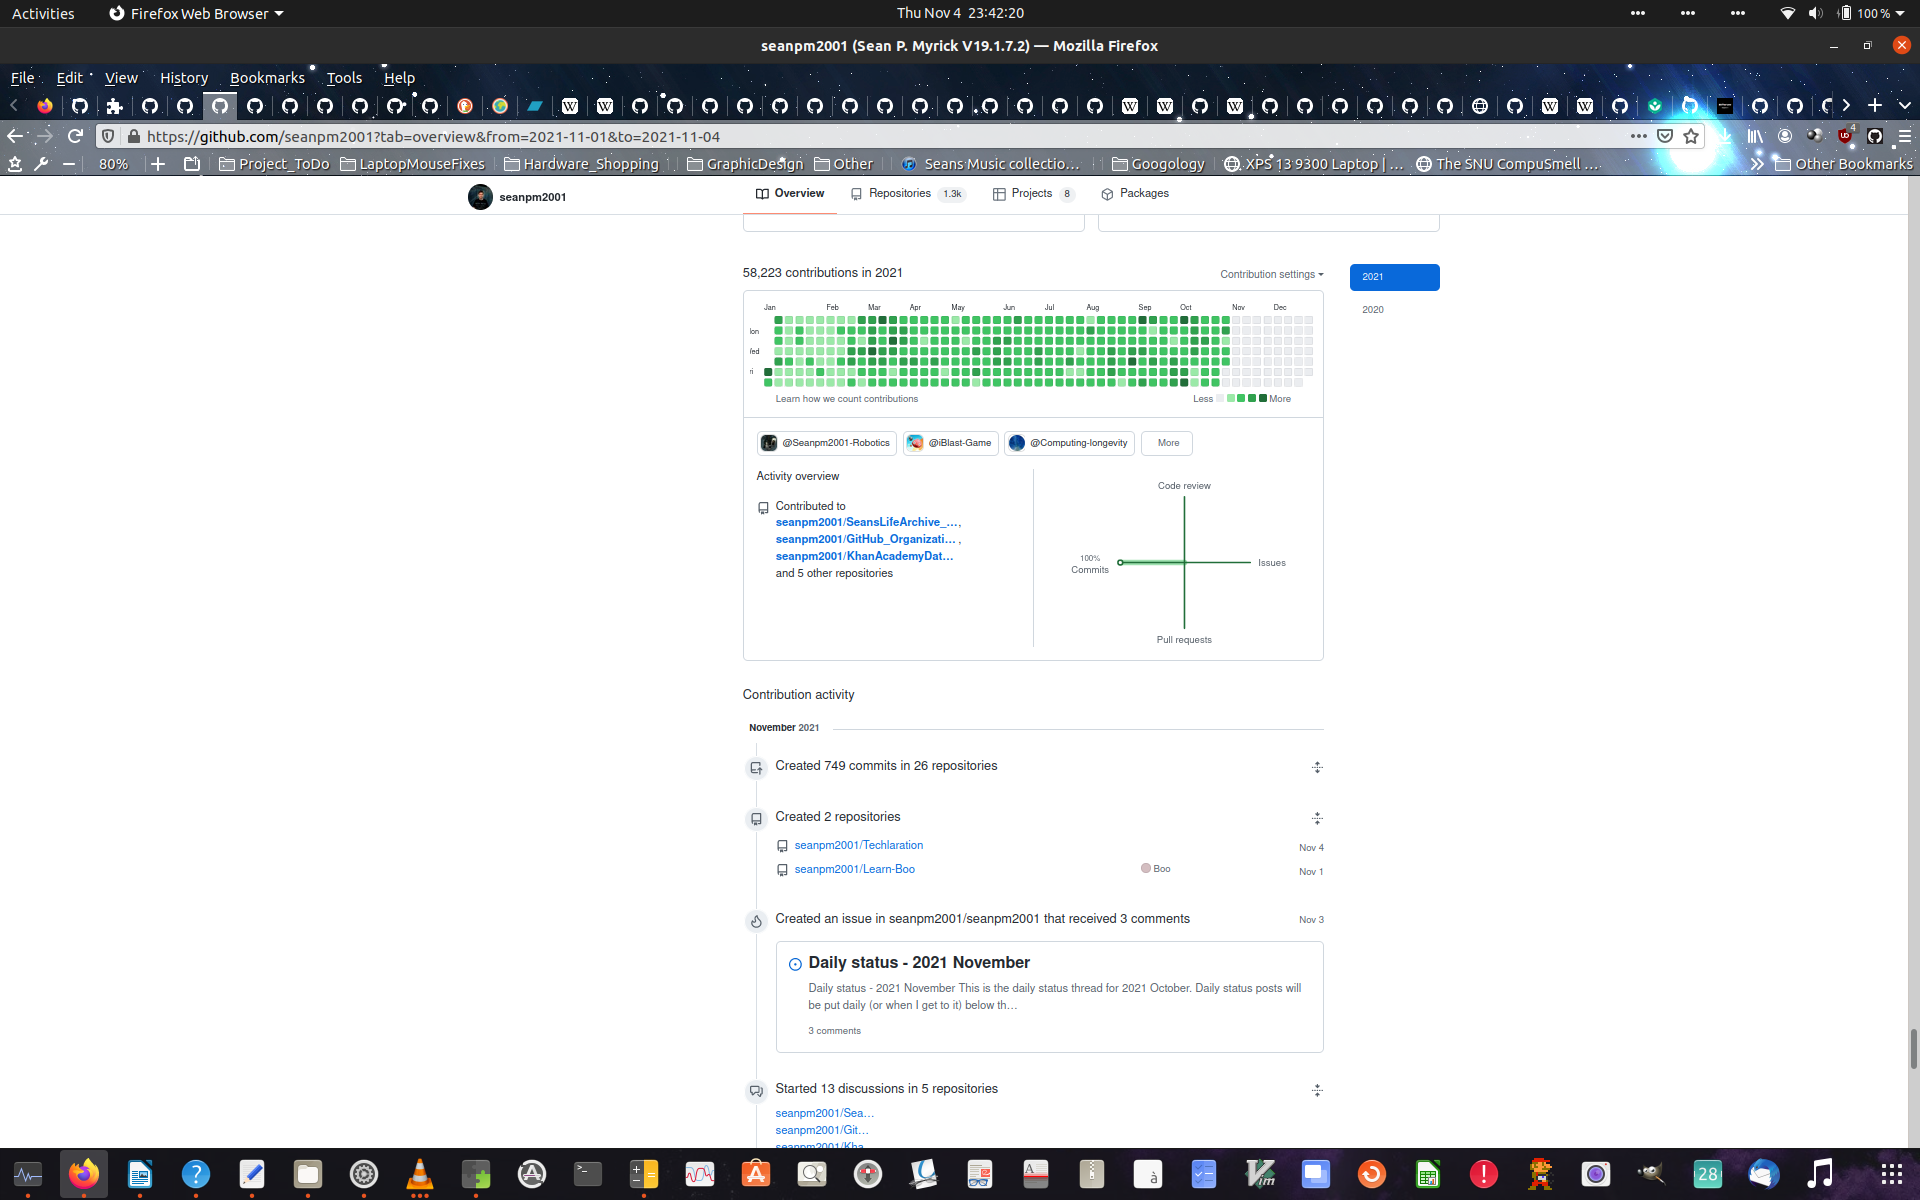 Activities
Firefox Web Browser
Thu Nov 4 23:42:20
100 %
seanpm2001 (Sean P. Myrick V19.1.7.2) — Mozilla Firefox
File Edit View History Bookmarks Tools Help
https://github.com/seanpm2001?tab=overview&from=2021-11-01&to=2021-11-04
4
80%
Project_ToDo
LaptopMouseFixes
Hardware_Shopping
GraphicDesign
Other
Seans Music collectio…
Googology
XPS 13 9300 Laptop | …
The SNU CompuSmell …
Other Bookmarks
seanpm2001
Overview
Repositories 1.3k
Projects 8
Packages
58,223 contributions in 2021
Contribution settings
2021
2020
Jan Feb Mar Apr May Jun Jul Aug Sep Oct Nov Dec
lon
/ed
ri
Learn how we count contributions
Less More
@Seanpm2001-Robotics
@iBlast-Game
@Computing-longevity
More
Activity overview
Contributed to
seanpm2001/SeansLifeArchive_…,
seanpm2001/GitHub_Organizati… ,
seanpm2001/KhanAcademyDat…
and 5 other repositories
Code review
100%
Commits
Issues
Pull requests
Contribution activity
November 2021
Created 749 commits in 26 repositories
Created 2 repositories
seanpm2001/Techlaration
Nov 4
seanpm2001/Learn-Boo
Boo
Nov 1
Created an issue in seanpm2001/seanpm2001 that received 3 comments
Nov 3
Daily status - 2021 November
Daily status - 2021 November This is the daily status thread for 2021 October. Daily status posts will
be put daily (or when I get to it) below th…
3 comments
Started 13 discussions in 5 repositories
seanpm2001/Sea…
seanpm2001/Git…
seanpm2001/Kha…
28